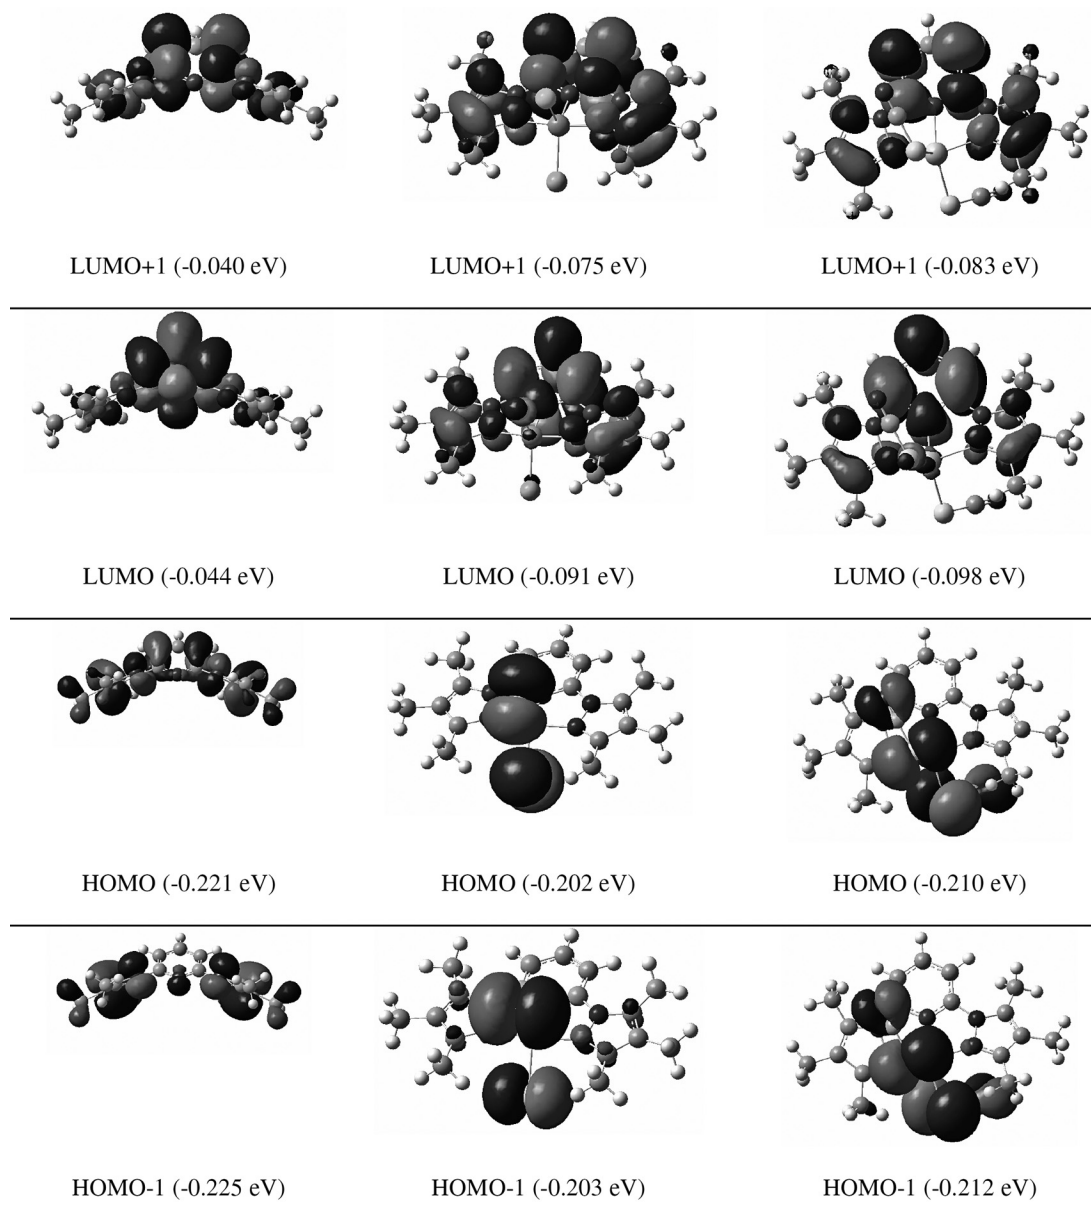 LUMO+1 (-0.040 eV) LUMO+1 (-0.075 eV) LUMO+1 (-0.083 eV)
LUMO (-0.044 eV) LUMO (-0.091 eV) LUMO (-0.098 eV)
HOMO (-0.221 eV) HOMO (-0.202 eV) HOMO (-0.210 eV)
HOMO-1 (-0.225 eV) HOMO-1 (-0.203 eV) HOMO-1 (-0.212 eV)